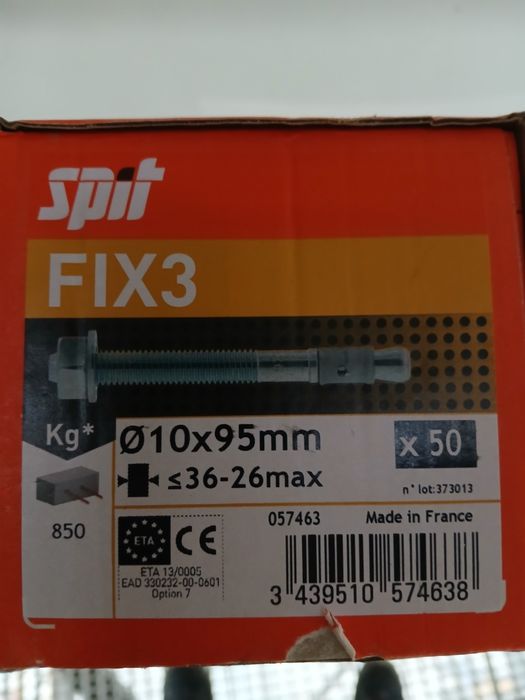 spit
FIX3
Kg*
850
Ø10x95mm
≤36-26max
x 50
n° lot:373013
057463 Made in France
ETA CE
ETA 13/0005
EAD 330232-00-0601
Option 7
3 439510 574638